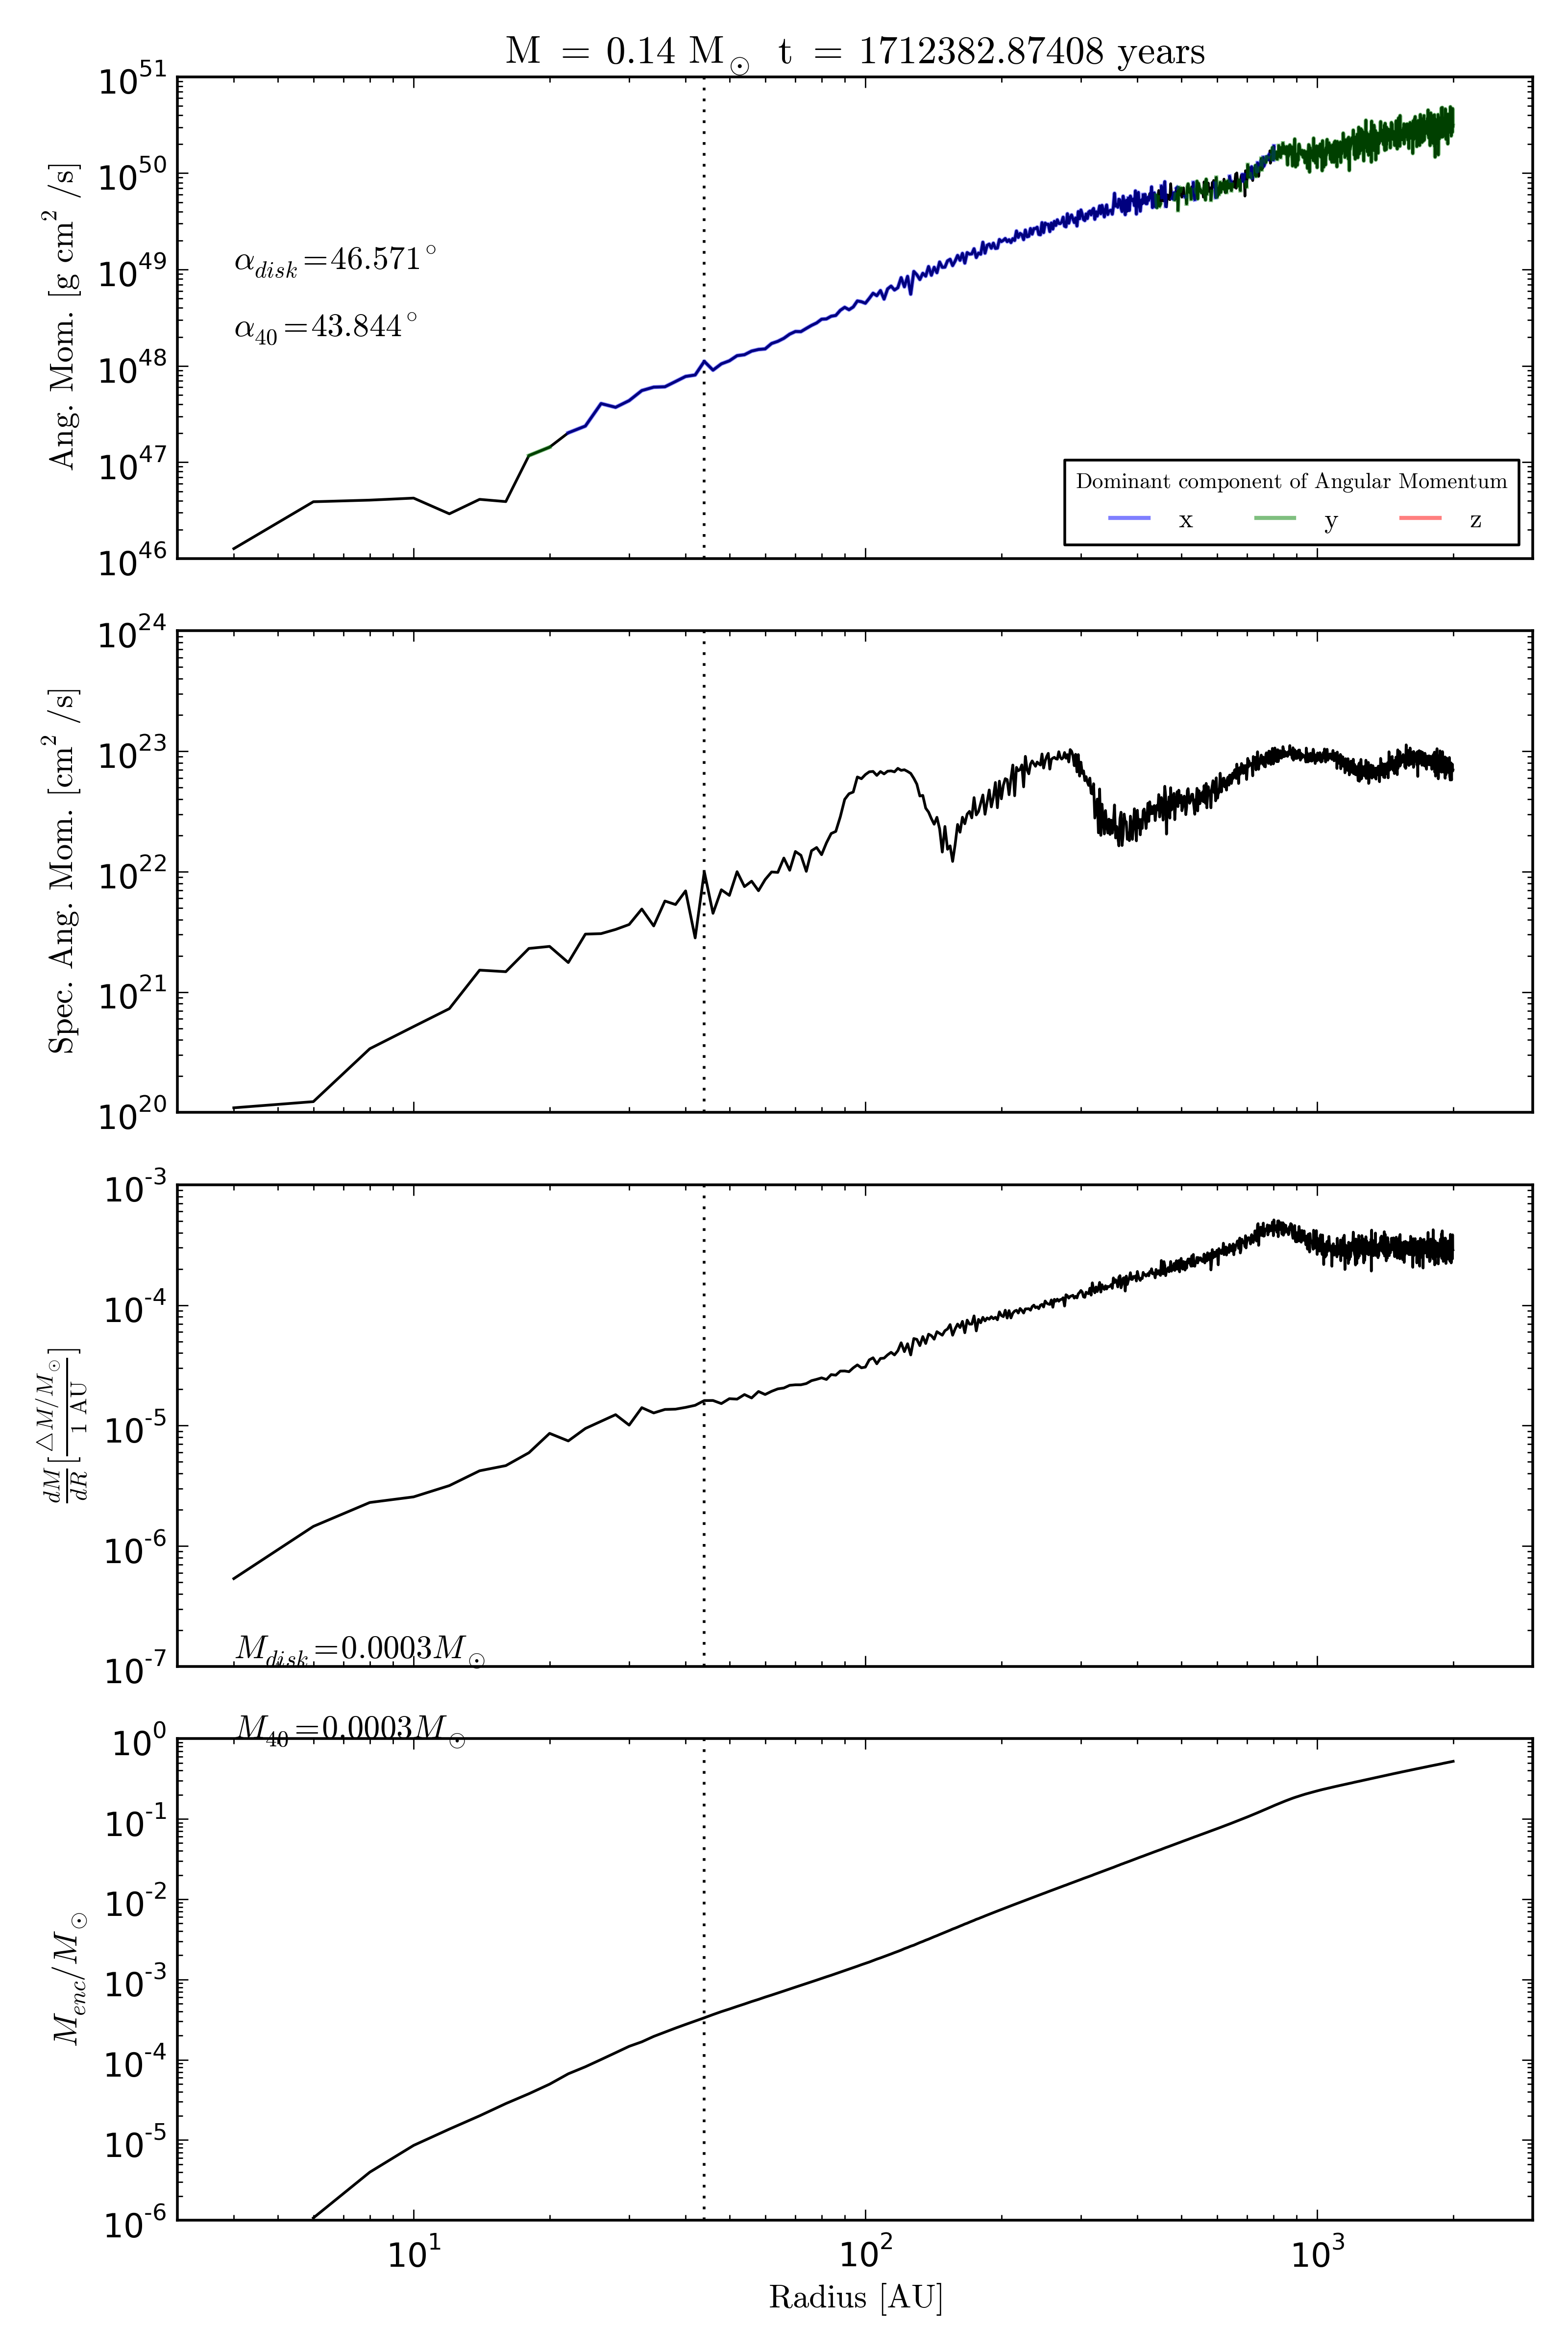 M = 0.14 M⊙ t = 1712382.87408 years
10^51
10^50
10^49
10^48
10^47
10^46
Ang. Mom. [g cm^2 /s]
α_disk = 46.571°
α_40 = 43.844°
Dominant component of Angular Momentum
x y z
10^24
10^23
10^22
10^21
10^20
Spec. Ang. Mom. [cm^2 /s]
10^-3
10^-4
10^-5
10^-6
10^-7
dM/dR [△M/M⊙ / 1 AU]
M_disk = 0.0003M⊙
M_40 = 0.0003M⊙
10^0
10^-1
10^-2
10^-3
10^-4
10^-5
10^-6
M_enc/M⊙
10^1 10^2 10^3
Radius [AU]